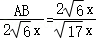 AB/(2√6 x) = (2√6 x)/(√17 x)